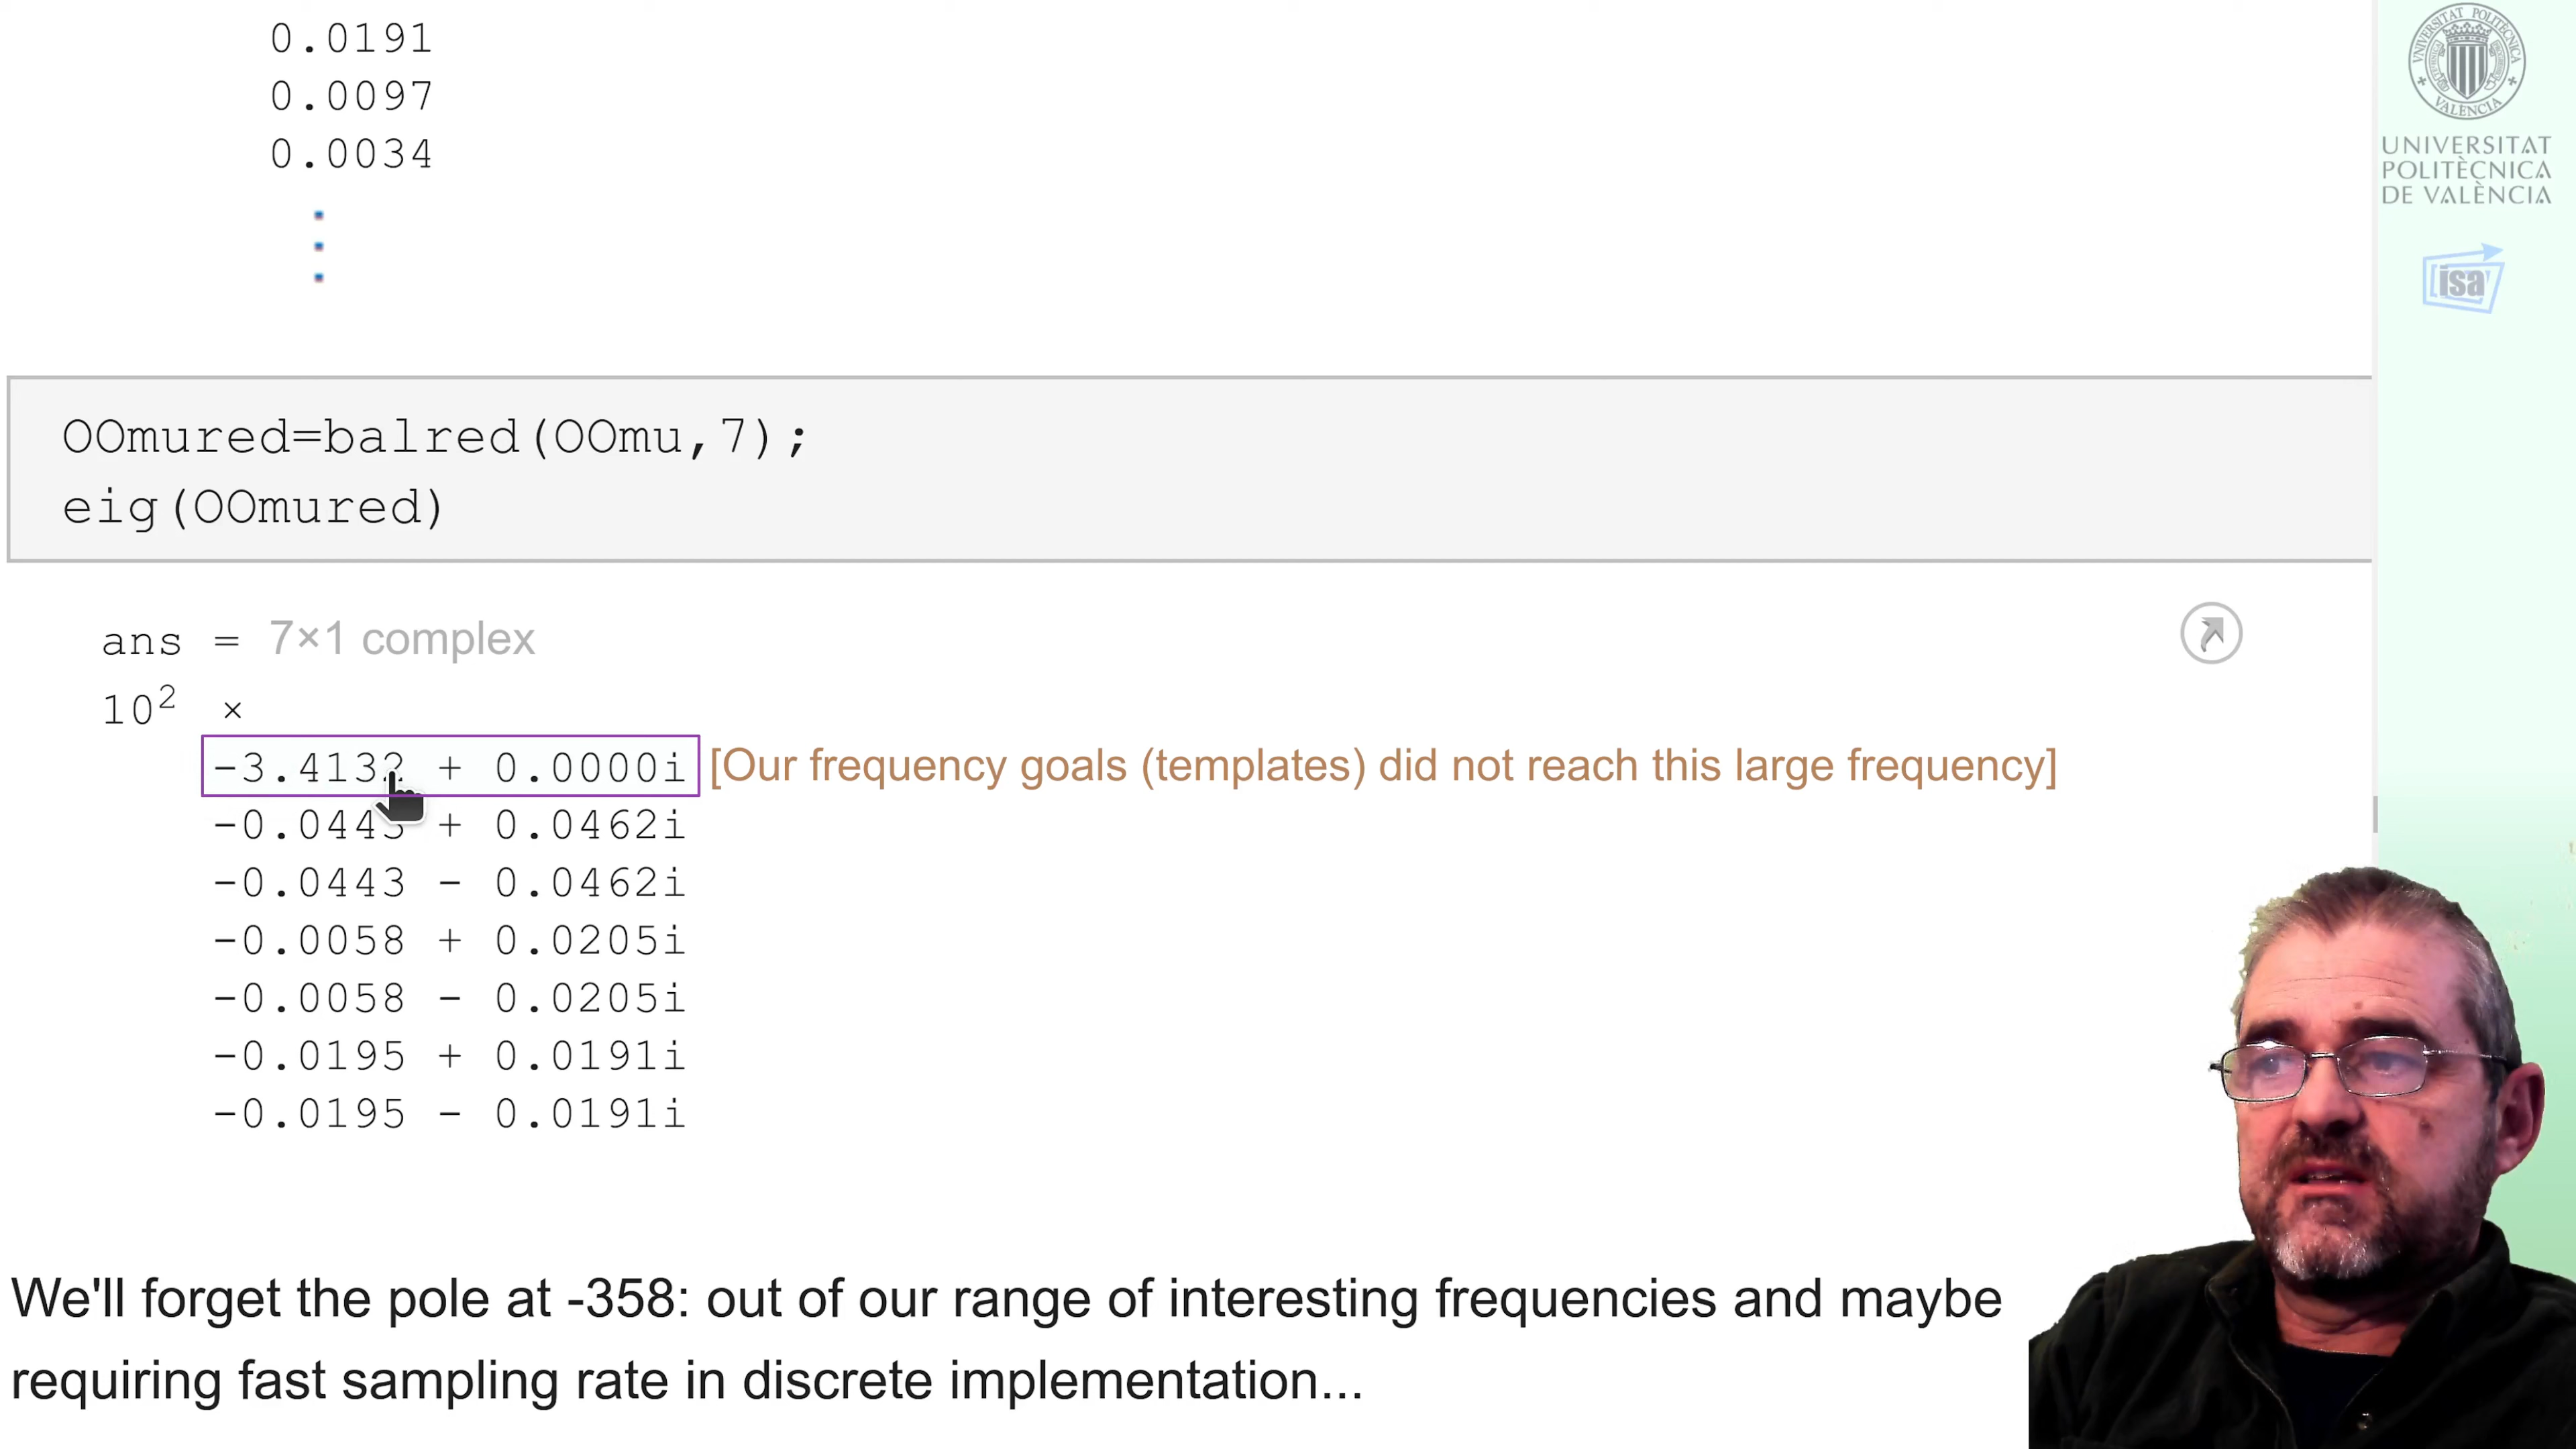 0.0191
0.0097
0.0034
OOmured=balred(OOmu,7);
eig(OOmured)
ans = 7×1 complex
10² ×
-3.4132 + 0.0000i [Our frequency goals (templates) did not reach this large frequency]
-0.0443 + 0.0462i
-0.0443 - 0.0462i
-0.0058 + 0.0205i
-0.0058 - 0.0205i
-0.0195 + 0.0191i
-0.0195 - 0.0191i
We'll forget the pole at -358: out of our range of interesting frequencies and maybe
requiring fast sampling rate in discrete implementation...
UNIVERSITAT POLITÈCNICA
VALÈNCIA
UNIVERSITAT
POLITÈCNICA
DE VALÈNCIA
isa